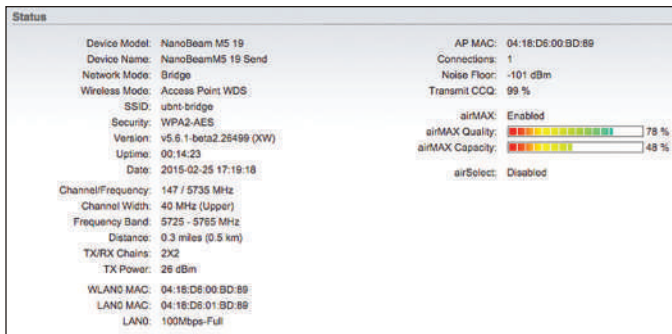 Status
Device Model: NanoBeam M5 19
Device Name: NanoBeamM5 19 Send
Network Mode: Bridge
Wireless Mode: Access Point WDS
SSID: ubnt-bridge
Security: WPA2-AES
Version: v5.6.1-beta2.26499 (XW)
Uptime: 00:14:23
Date: 2015-02-25 17:19:18
Channel/Frequency: 147 / 5735 MHz
Channel Width: 40 MHz (Upper)
Frequency Band: 5725 - 5765 MHz
Distance: 0.3 miles (0.5 km)
TX/RX Chains: 2X2
TX Power: 26 dBm
WLAN0 MAC: 04:18:D6:00:BD:89
LAN0 MAC: 04:18:D6:01:BD:89
LAN0: 100Mbps-Full
AP MAC: 04:18:D6:00:BD:89
Connections: 1
Noise Floor: -101 dBm
Transmit CCQ: 99 %
airMAX: Enabled
airMAX Quality: 78 %
airMAX Capacity: 48 %
airSelect: Disabled